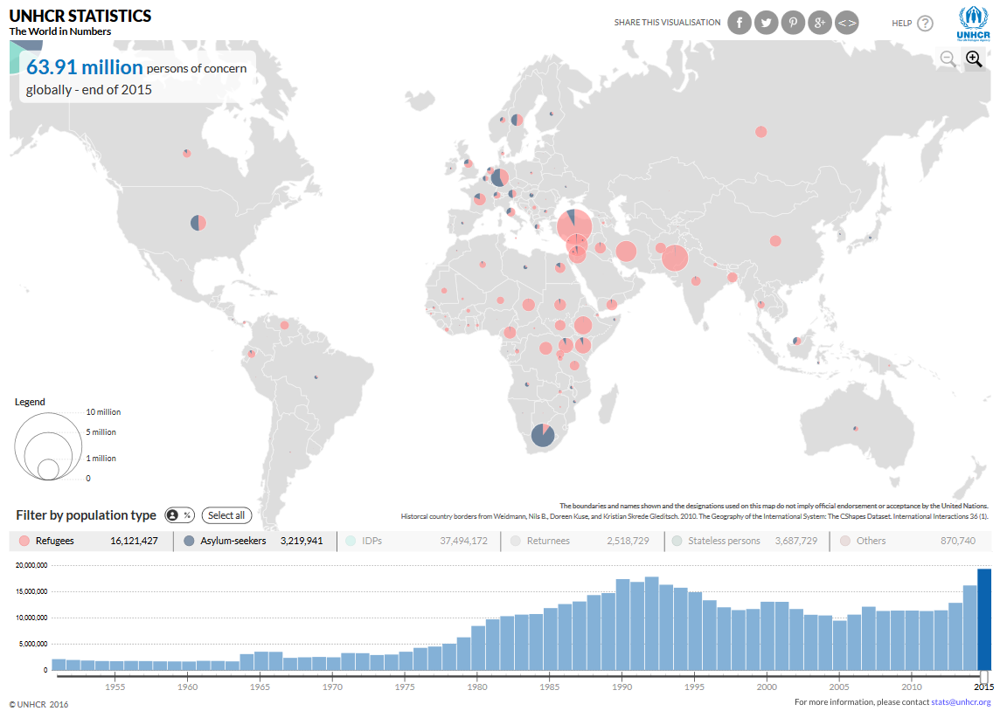 UNHCR STATISTICS
The World in Numbers
SHARE THIS VISUALISATION
f
g+
< >
HELP ?
UNHCR
The UN Refugee Agency
63.91 million persons of concern
globally - end of 2015
Legend
10 million
5 million
1 million
0
Filter by population type
%
Select all
The boundaries and names shown and the designations used on this map do not imply official endorsement or acceptance by the United Nations.
Historcal country borders from Weidmann, Nils B., Doreen Kuse, and Kristian Skrede Gleditsch. 2010. The Geography of the International System: The CShapes Dataset. International Interactions 36 (1).
Refugees 16,121,427
Asylum-seekers 3,219,941
IDPs 37,494,172
Returnees 2,518,729
Stateless persons 3,687,729
Others 870,740
20,000,000
15,000,000
10,000,000
5,000,000
0
1955 1960 1965 1970 1975 1980 1985 1990 1995 2000 2005 2010 2015
© UNHCR 2016
For more information, please contact stats@unhcr.org